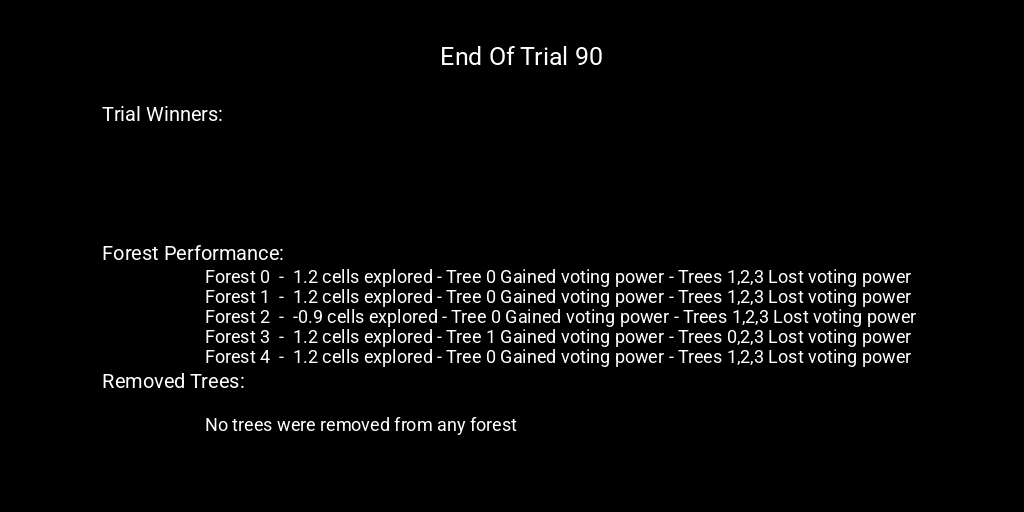 End Of Trial 90
Trial Winners:
Forest Performance:
Forest 0 - 1.2 cells explored - Tree 0 Gained voting power - Trees 1,2,3 Lost voting power
Forest 1 - 1.2 cells explored - Tree 0 Gained voting power - Trees 1,2,3 Lost voting power
Forest 2 - -0.9 cells explored - Tree 0 Gained voting power - Trees 1,2,3 Lost voting power
Forest 3 - 1.2 cells explored - Tree 1 Gained voting power - Trees 0,2,3 Lost voting power
Forest 4 - 1.2 cells explored - Tree 0 Gained voting power - Trees 1,2,3 Lost voting power
Removed Trees:
No trees were removed from any forest